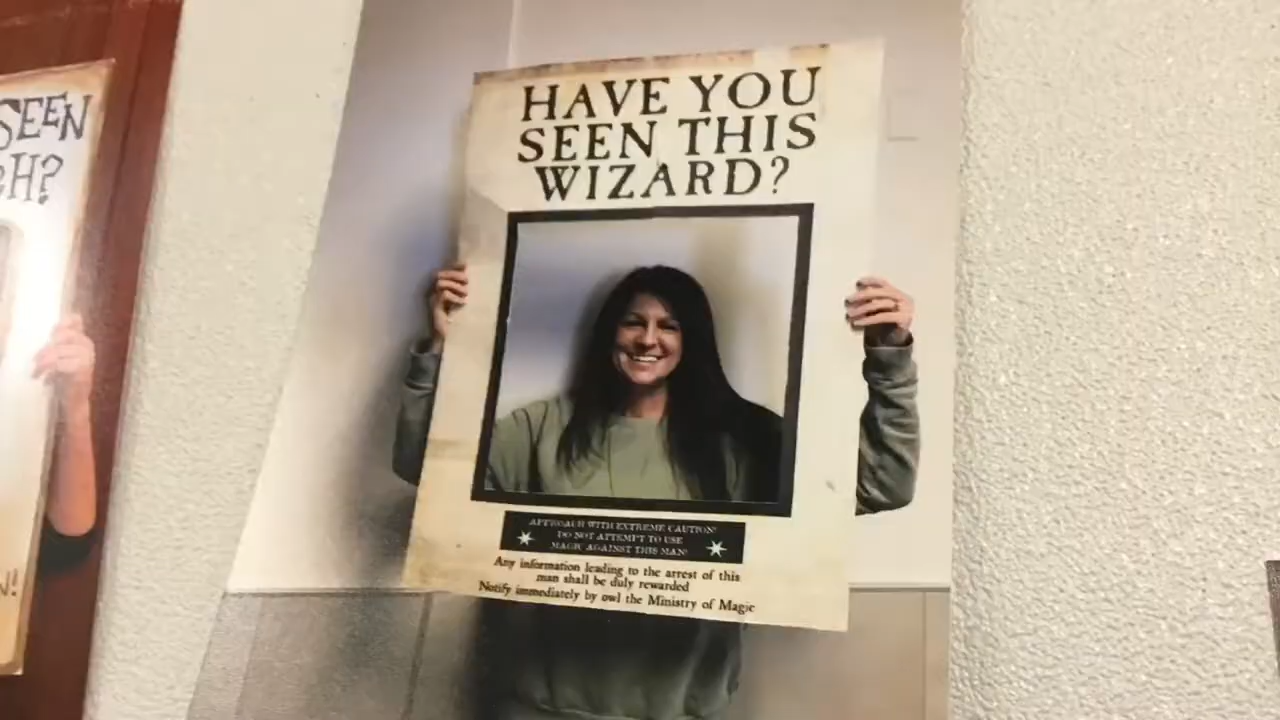 SEEN
CH?
N!
HAVE YOU
SEEN THIS
WIZARD?
APPROACH WITH EXTREME CAUTION!
DO NOT ATTEMPT TO USE
MAGIC AGAINST THIS MAN!
Any information leading to the arrest of this
man shall be duly rewarded
Notify immediately by owl the Ministry of Magic